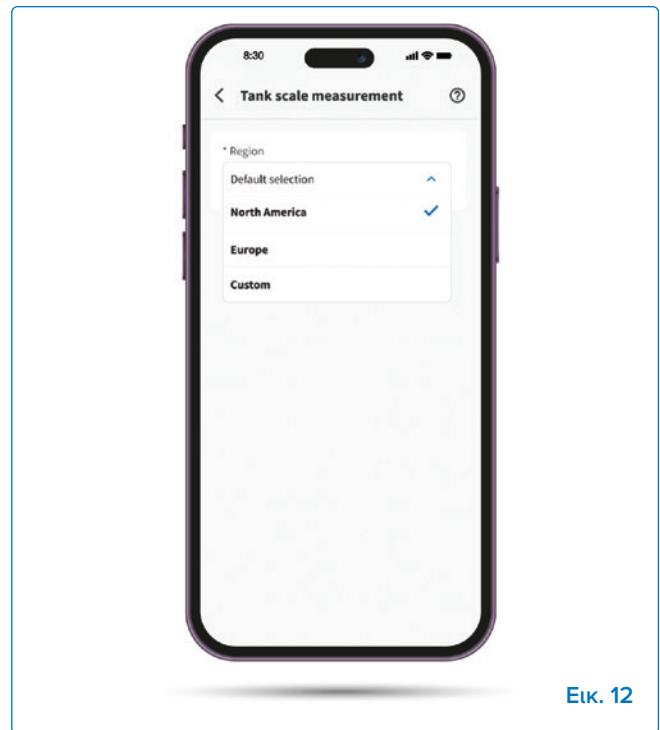 8:30
Tank scale measurement
* Region
Default selection
North America
Europe
Custom
Εικ. 12